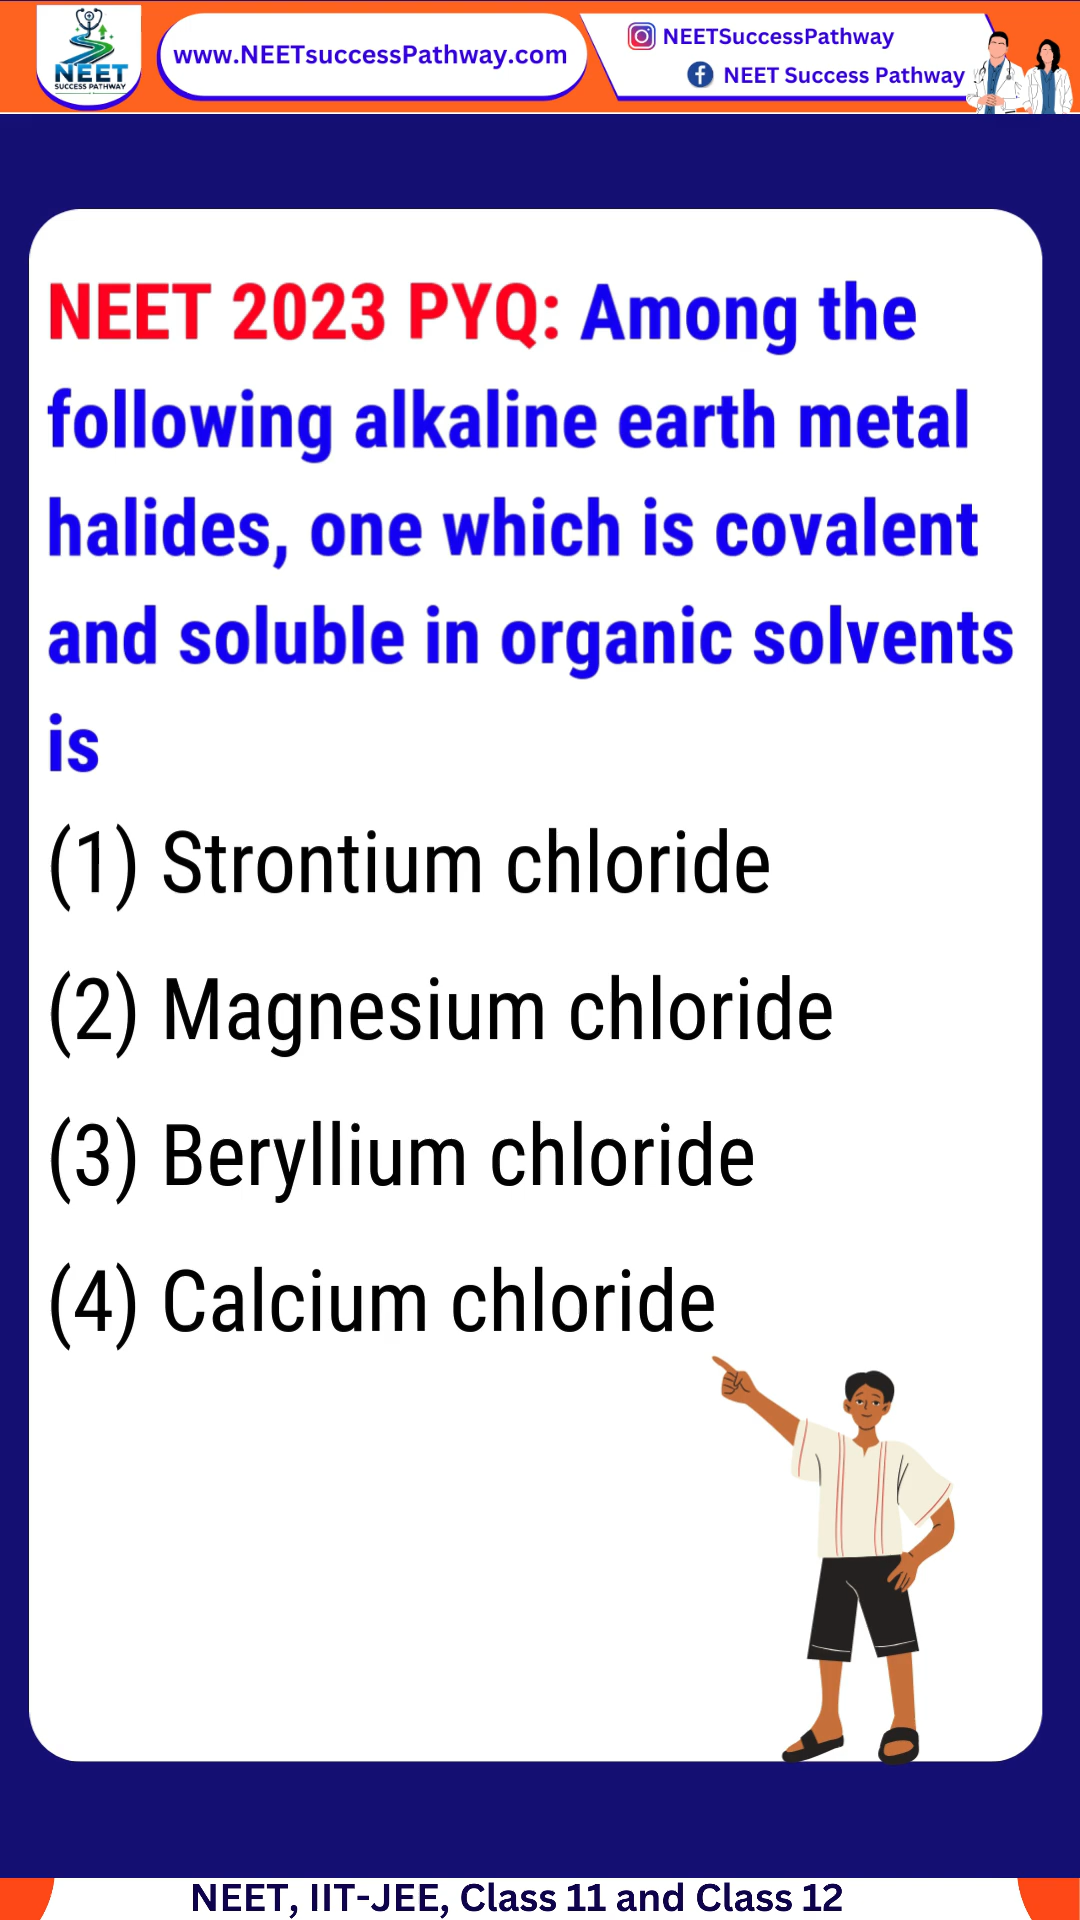 NEET
SUCCESS PATHWAY
www.NEETsuccessPathway.com
NEETSuccessPathway
NEET Success Pathway
NEET 2023 PYQ: Among the
following alkaline earth metal
halides, one which is covalent
and soluble in organic solvents
is
(1) Strontium chloride
(2) Magnesium chloride
(3) Beryllium chloride
(4) Calcium chloride
NEET, IIT-JEE, Class 11 and Class 12